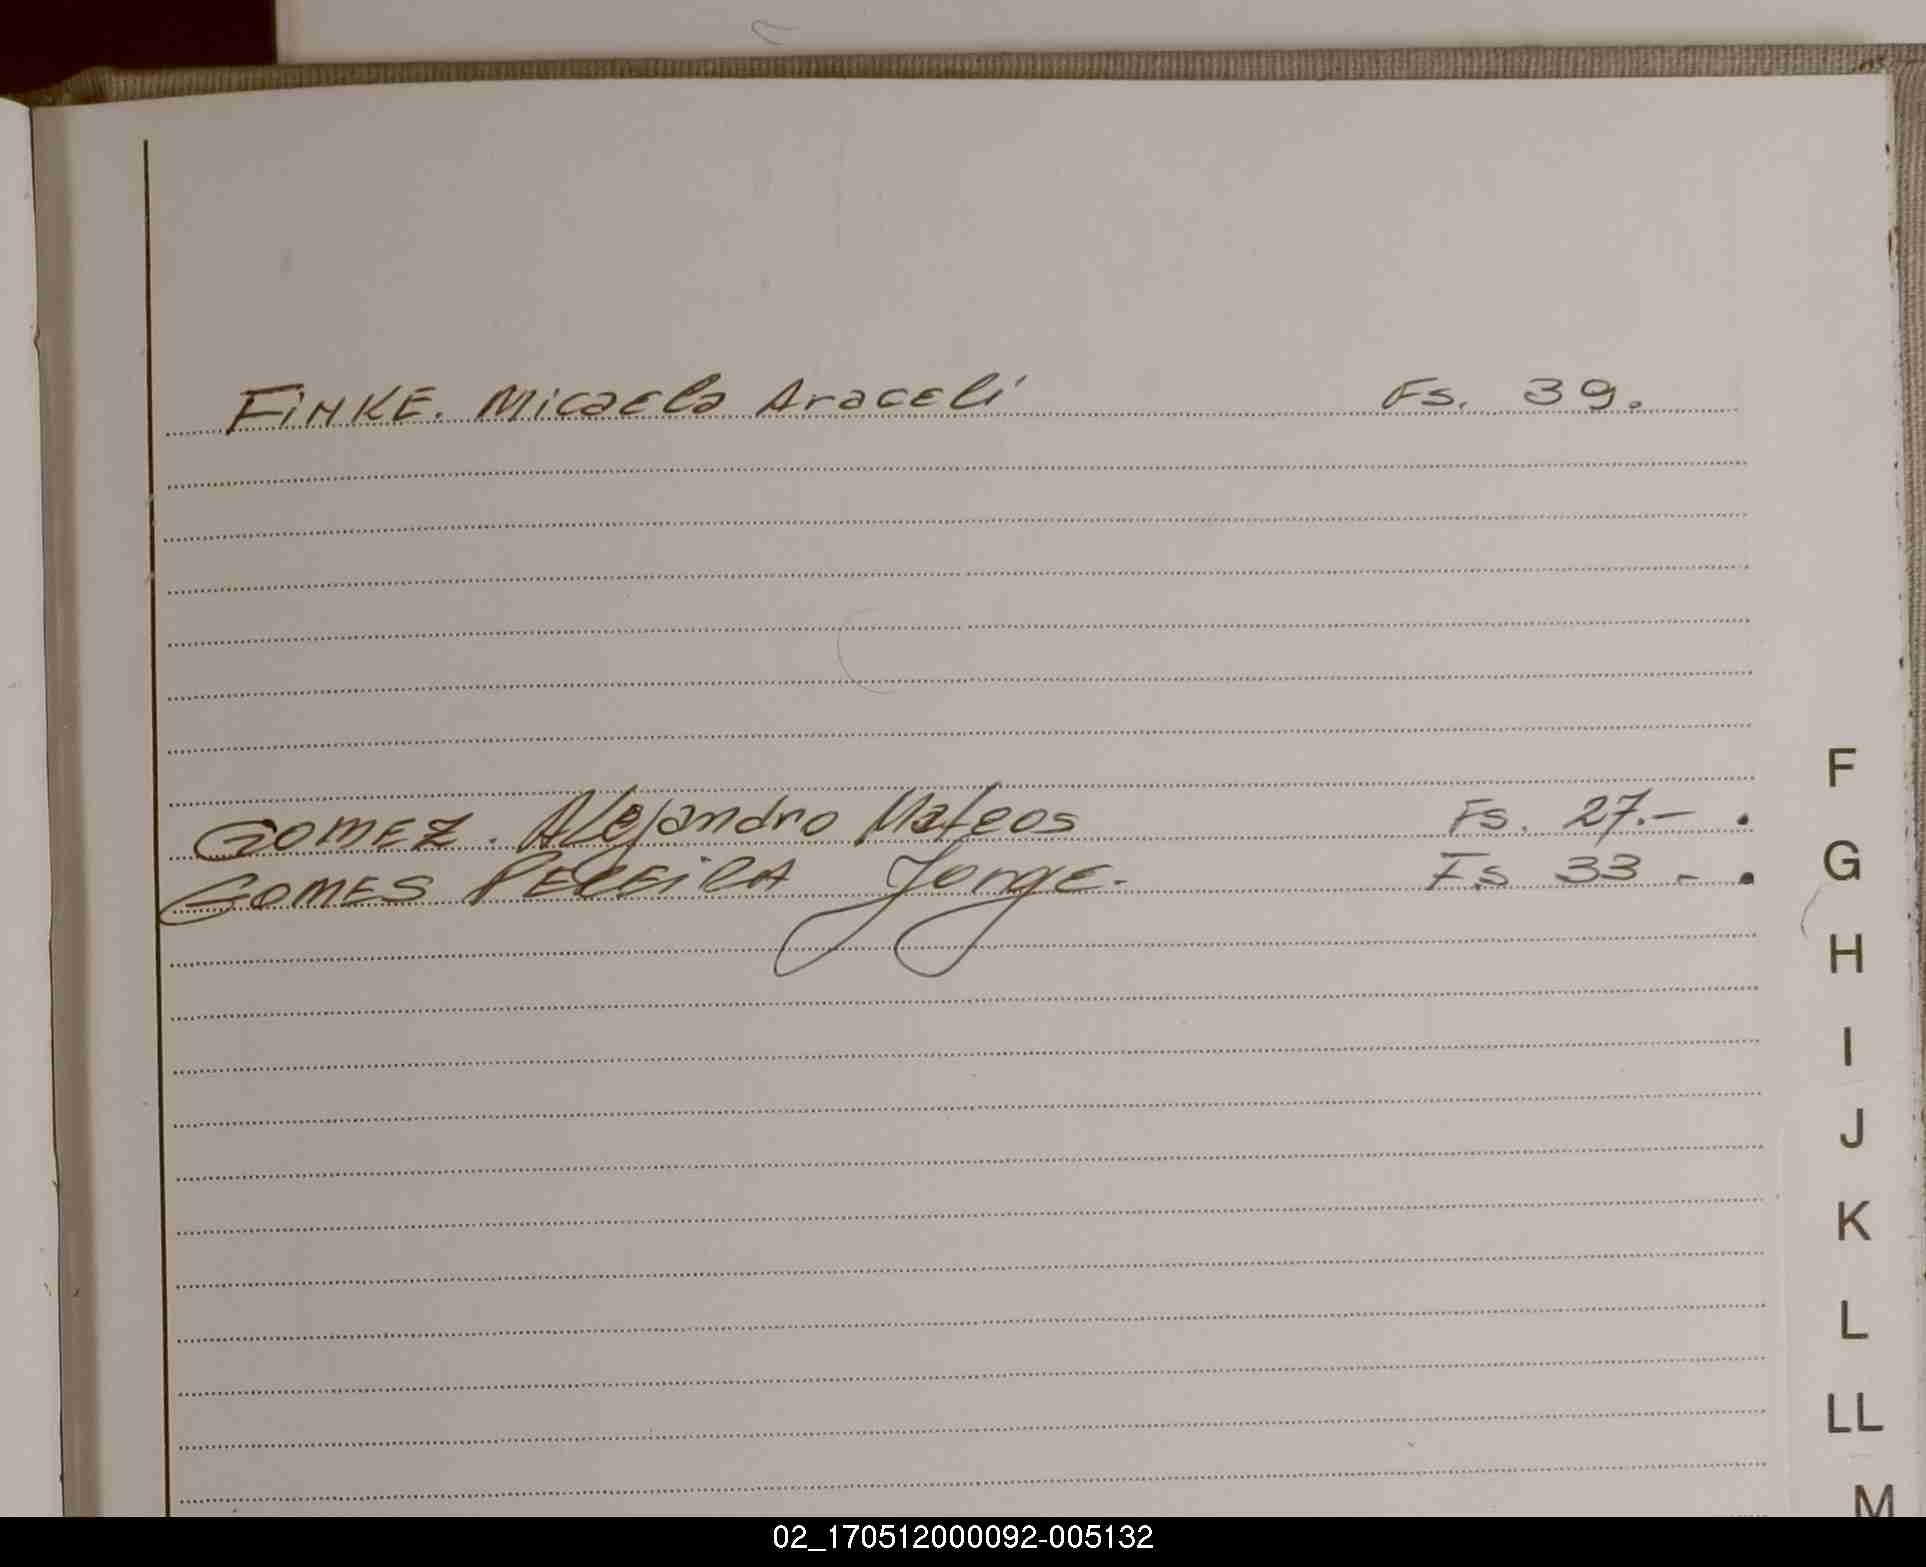 FiNKE. Micaela Araceli Fs. 39.
GOMEZ. Alejandro Mateos Fs. 27.- .
GOMES PEREIRA Jorge. Fs 33 - .
F
G
H
I
J
K
L
LL
M
02_170512000092-005132